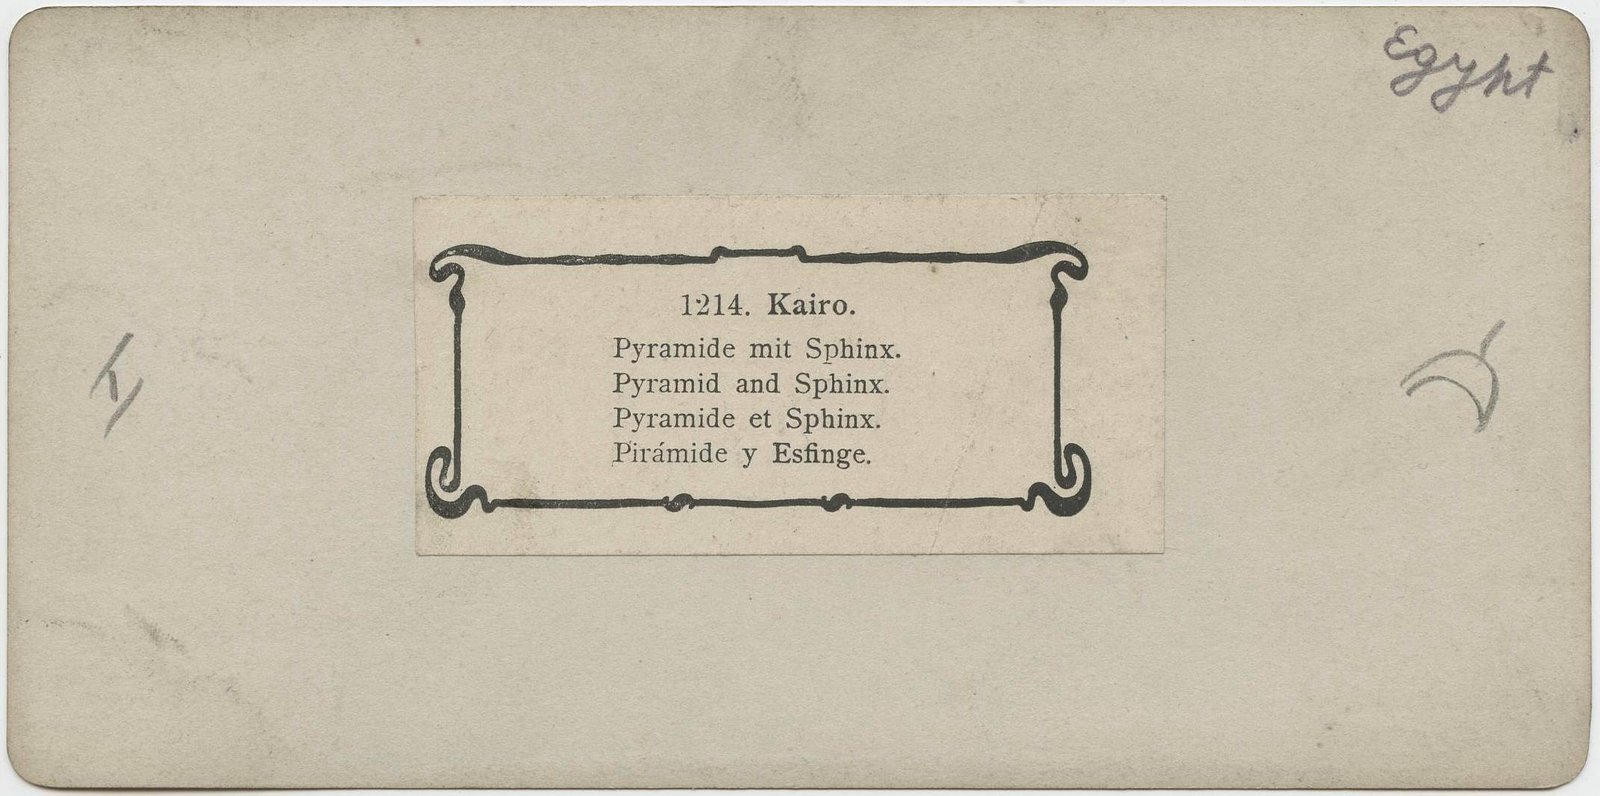 Egypt
1214. Kairo.
Pyramide mit Sphinx.
Pyramid and Sphinx.
Pyramide et Sphinx.
Pirámide y Esfinge.